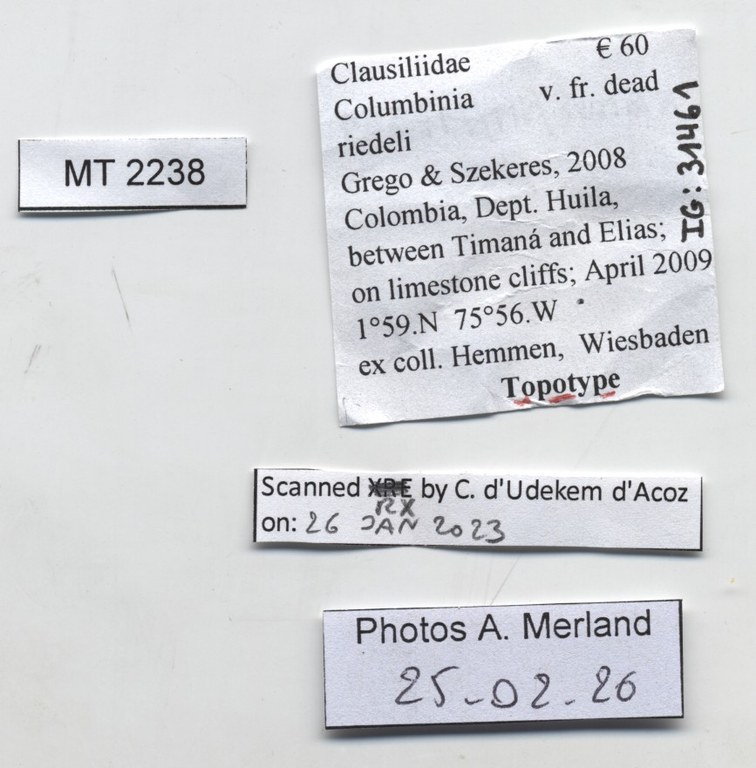 MT 2238
Clausiliidae € 60
Columbinia v. fr. dead
riedeli
Grego & Szekeres, 2008
Colombia, Dept. Huila,
between Timaná and Elias;
on limestone cliffs; April 2009
1°59.N 75°56.W
ex coll. Hemmen, Wiesbaden
Topotype
IG: 31491
Scanned XRE by C. d'Udekem d'Acoz
RX
on: 26 JAN 2023
Photos A. Merland
25-02-26